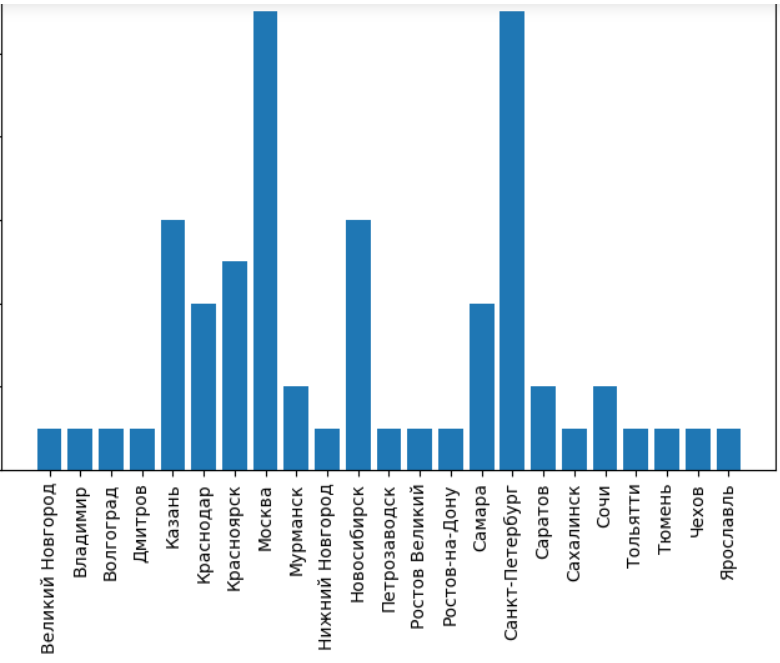 Великий Новгород
Владимир
Волгоград
Дмитров
Казань
Краснодар
Красноярск
Москва
Мурманск
Нижний Новгород
Новосибирск
Петрозаводск
Ростов Великий
Ростов-на-Дону
Самара
Санкт-Петербург
Саратов
Сахалинск
Сочи
Тольятти
Тюмень
Чехов
Ярославль